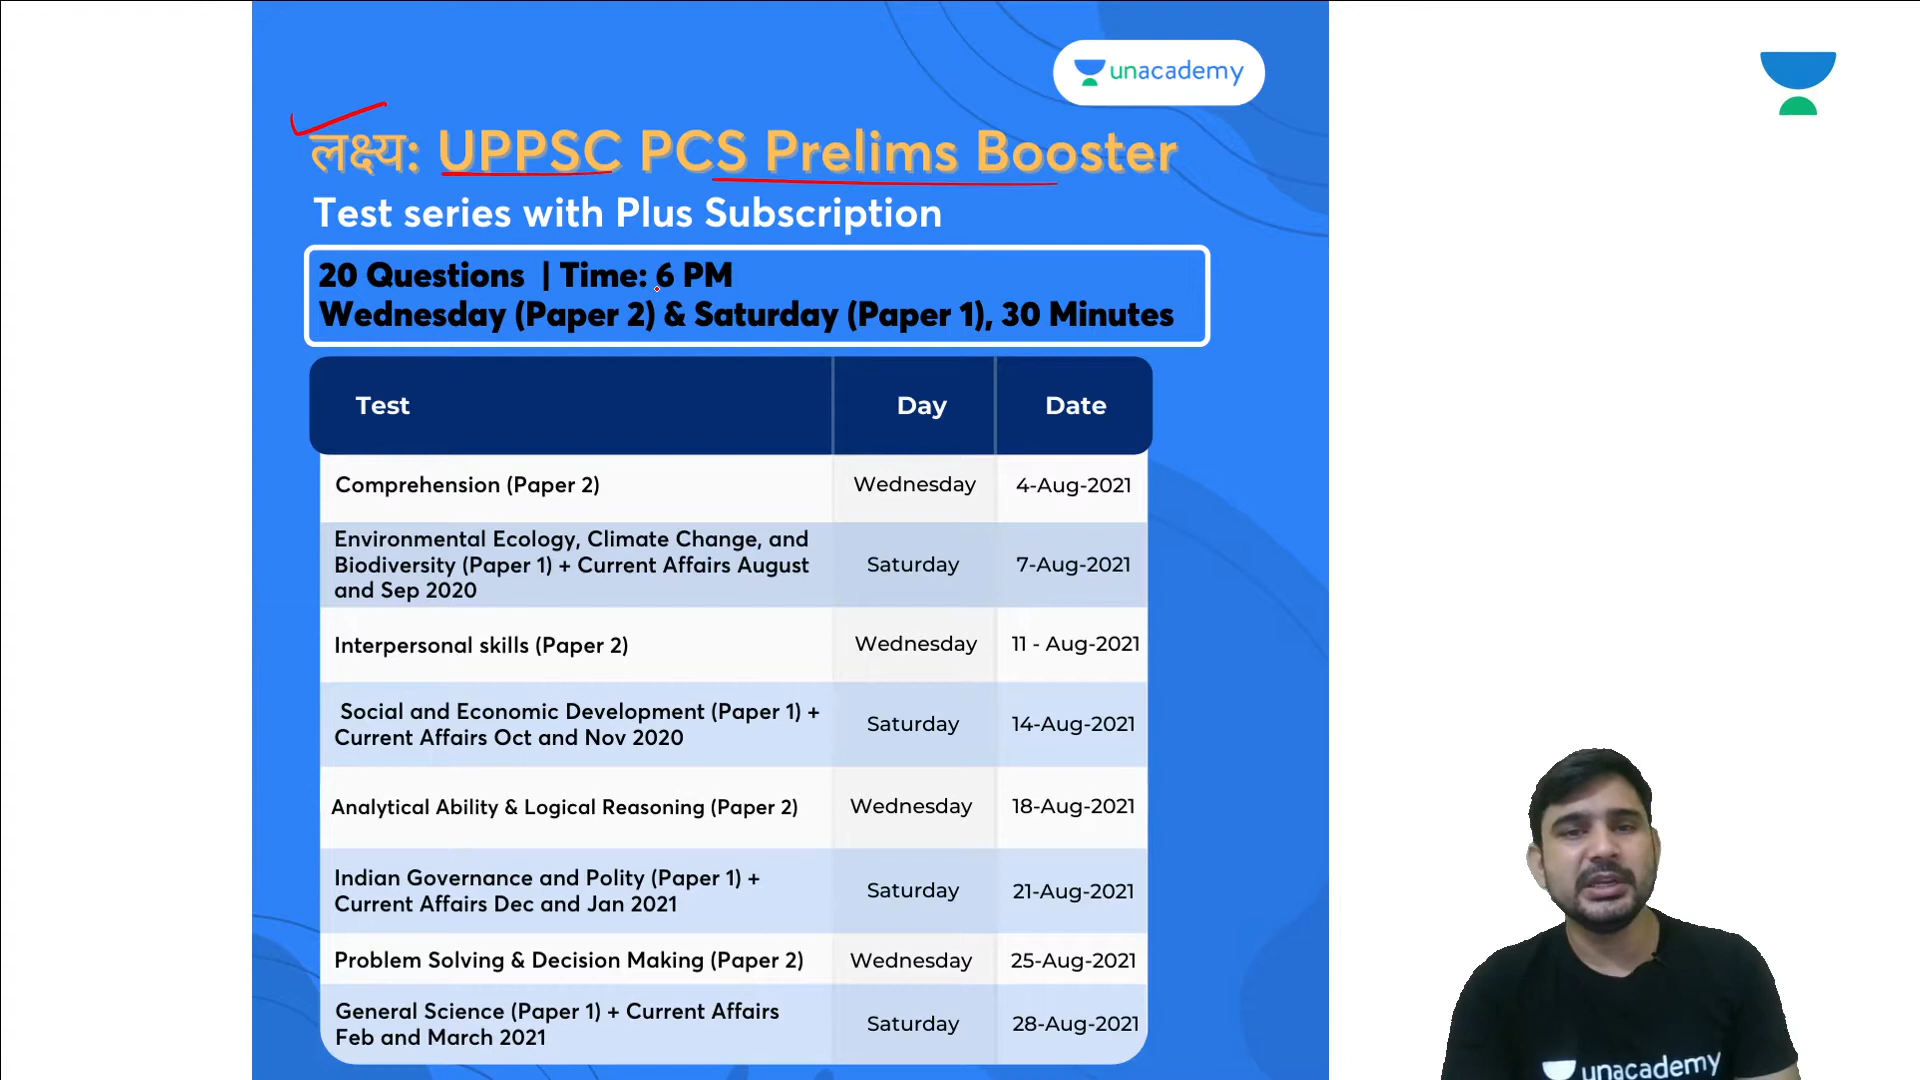 unacademy
लक्ष्य: UPPSC PCS Prelims Booster
Test series with Plus Subscription
20 Questions | Time: 6 PM
Wednesday (Paper 2) & Saturday (Paper 1), 30 Minutes
Test Day Date
Comprehension (Paper 2) Wednesday 4-Aug-2021
Environmental Ecology, Climate Change, and
Biodiversity (Paper 1) + Current Affairs August Saturday 7-Aug-2021
and Sep 2020
Interpersonal skills (Paper 2) Wednesday 11 - Aug-2021
Social and Economic Development (Paper 1) +
Current Affairs Oct and Nov 2020 Saturday 14-Aug-2021
Analytical Ability & Logical Reasoning (Paper 2) Wednesday 18-Aug-2021
Indian Governance and Polity (Paper 1) +
Current Affairs Dec and Jan 2021 Saturday 21-Aug-2021
Problem Solving & Decision Making (Paper 2) Wednesday 25-Aug-2021
General Science (Paper 1) + Current Affairs
Feb and March 2021 Saturday 28-Aug-2021
unacademy